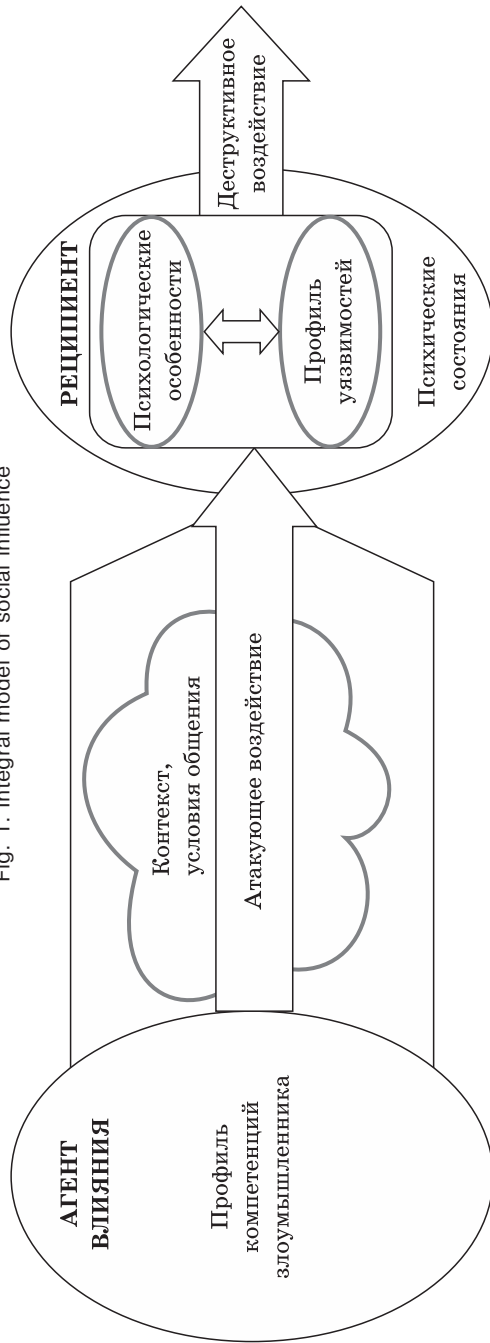 Fig. 1. Integral model of social influence
АГЕНТ
ВЛИЯНИЯ
Профиль
компетенций
злоумышленника
Контекст,
условия общения
Атакующее воздействие
РЕЦИПИЕНТ
Психологические
особенности
Профиль
уязвимостей
Психические
состояния
Деструктивное
воздействие